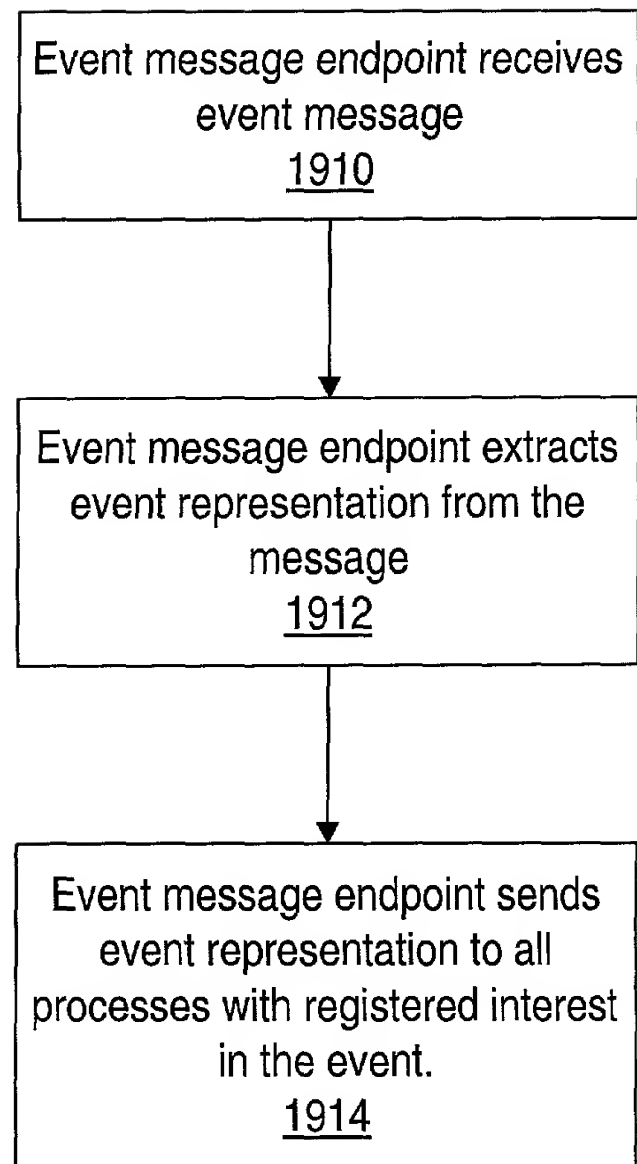 Event message endpoint receives
event message
1910
Event message endpoint extracts
event representation from the
message
1912
Event message endpoint sends
event representation to all
processes with registered interest
in the event.
1914